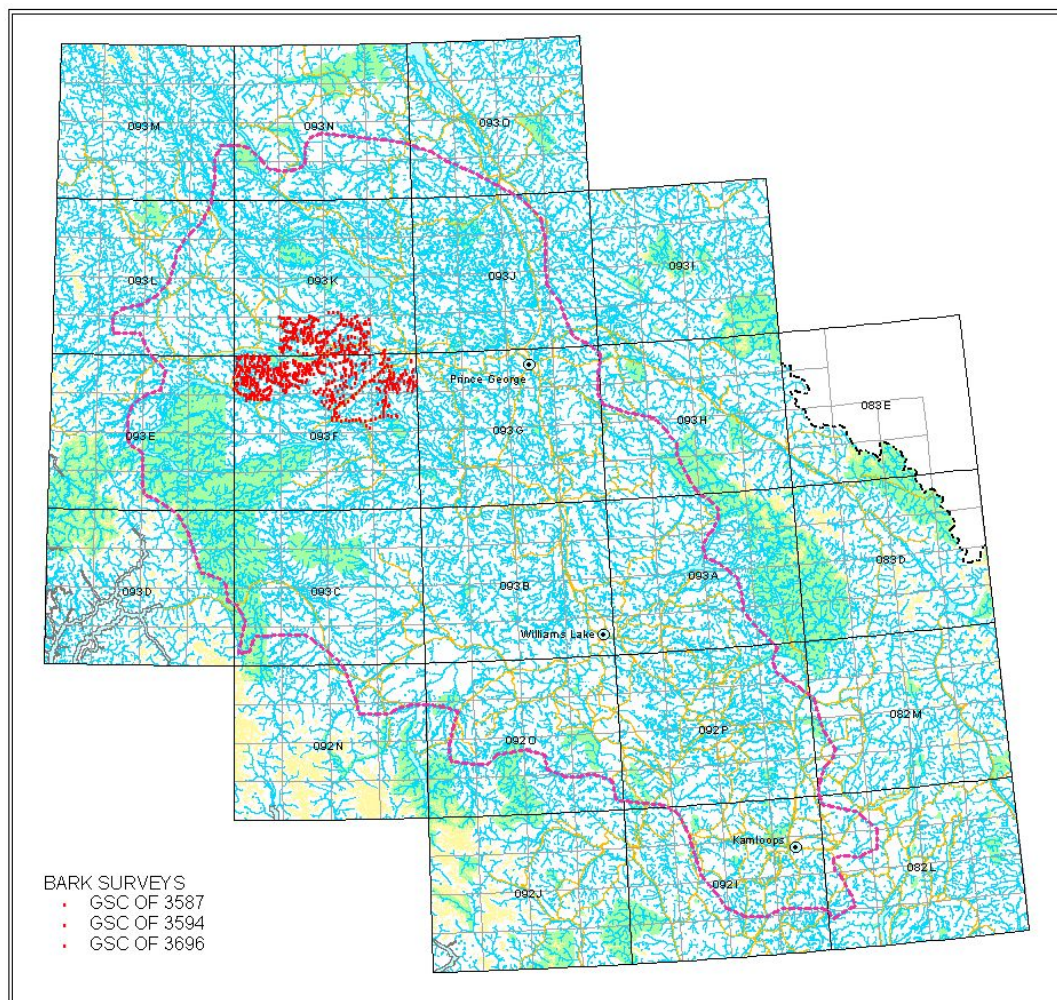 093M
093N
093O
093L
093K
093J
093I
Prince George
093E
093F
093G
093H
083E
093D
093C
093B
093A
083D
Williams Lake
092N
092O
092P
082M
Kamloops
092J
092I
082L
BARK SURVEYS
GSC OF 3587
GSC OF 3594
GSC OF 3696